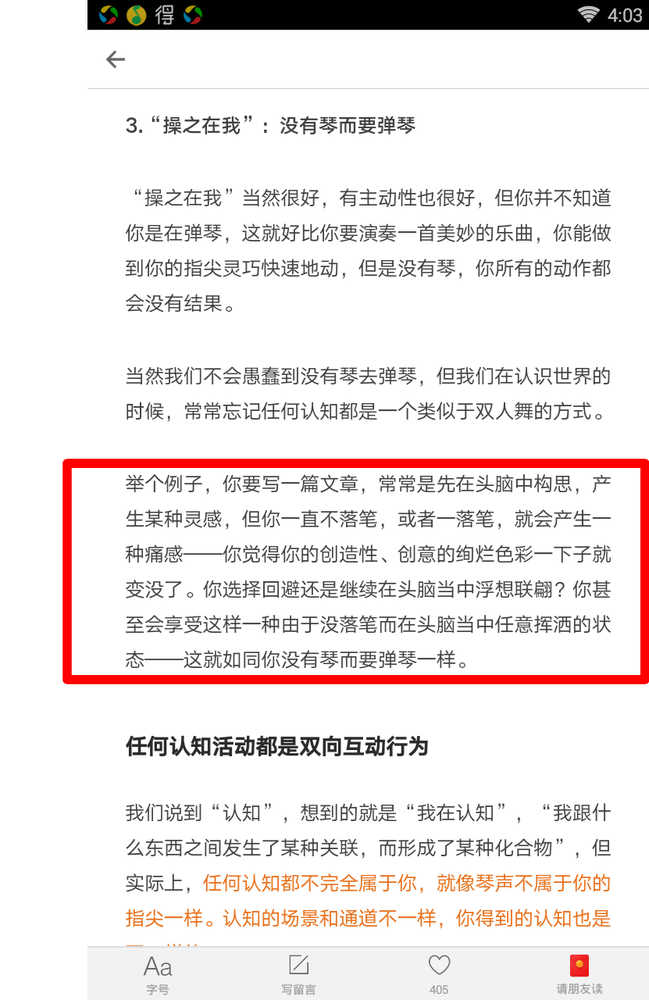 得
4:03
3.“操之在我”：没有琴而要弹琴
“操之在我”当然很好，有主动性也很好，但你并不知道
你是在弹琴，这就好比你要演奏一首美妙的乐曲，你能做
到你的指尖灵巧快速地动，但是没有琴，你所有的动作都
会没有结果。
当然我们不会愚蠢到没有琴去弹琴，但我们在认识世界的
时候，常常忘记任何认知都是一个类似于双人舞的方式。
举个例子，你要写一篇文章，常常是先在头脑中构思，产
生某种灵感，但你一直不落笔，或者一落笔，就会产生一
种痛感——你觉得你的创造性、创意的绚烂色彩一下子就
变没了。你选择回避还是继续在头脑当中浮想联翩？你甚
至会享受这样一种由于没落笔而在头脑当中任意挥洒的状
态——这就如同你没有琴而要弹琴一样。
任何认知活动都是双向互动行为
我们说到“认知”，想到的就是“我在认知”，“我跟什
么东西之间发生了某种关联，而形成了某种化合物”，但
实际上，任何认知都不完全属于你，就像琴声不属于你的
指尖一样。认知的场景和通道不一样，你得到的认知也是
Aa
字号
写留言
405
请朋友读